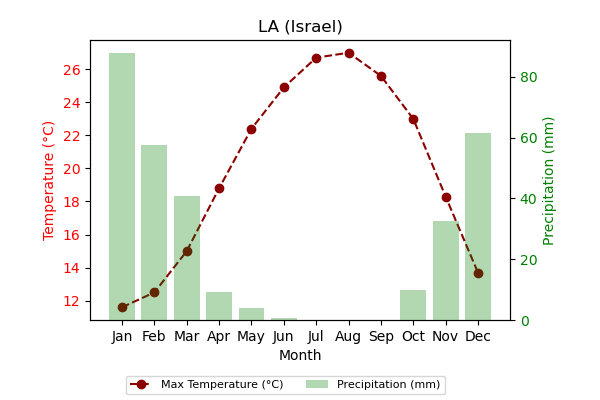 LA (Israel)
Temperature (°C)
26
24
22
20
18
16
14
12
80
60
40
20
0
Precipitation (mm)
Jan Feb Mar Apr May Jun Jul Aug Sep Oct Nov Dec
Month
Max Temperature (°C) Precipitation (mm)